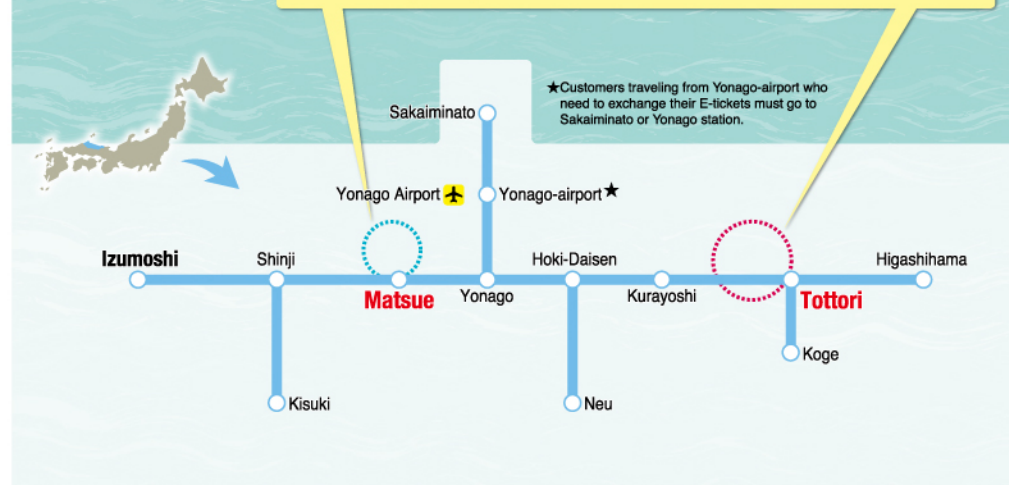 ★Customers traveling from Yonago-airport who
need to exchange their E-tickets must go to
Sakaiminato or Yonago station.
Sakaiminato
Yonago Airport
Yonago-airport★
Izumoshi
Shinji
Hoki-Daisen
Higashihama
Matsue
Yonago
Kurayoshi
Tottori
Koge
Kisuki
Neu